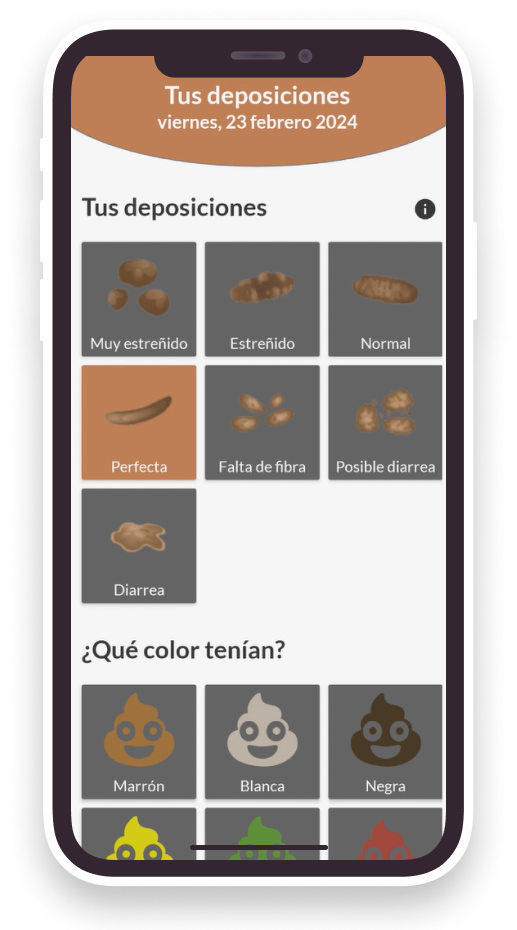 Tus deposiciones
viernes, 23 febrero 2024
Tus deposiciones
Muy estreñido
Estreñido
Normal
Perfecta
Falta de fibra
Posible diarrea
Diarrea
¿Qué color tenían?
Marrón
Blanca
Negra